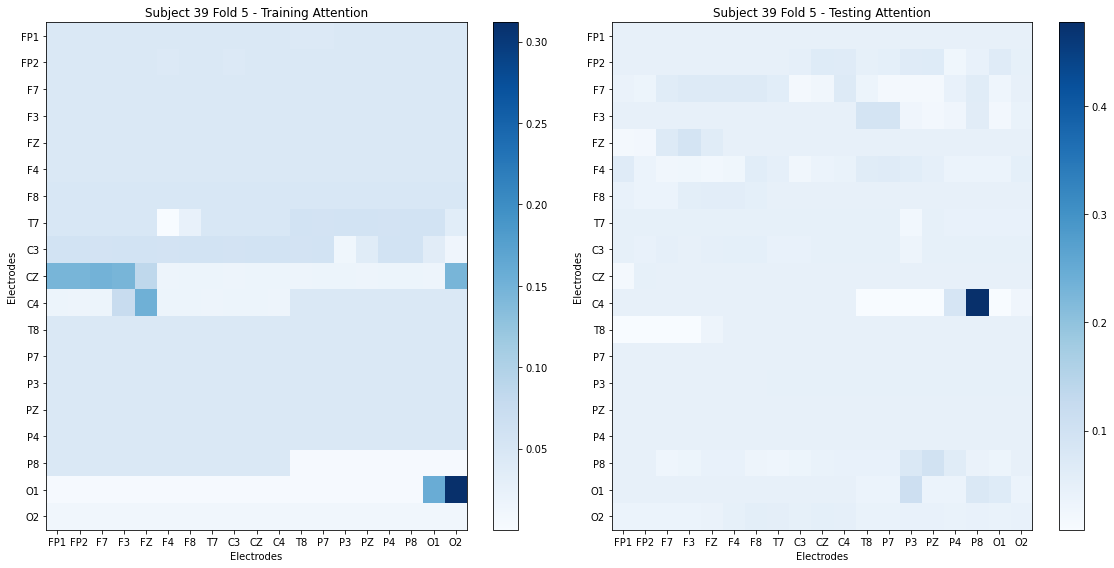 Subject 39 Fold 5 - Training Attention
FP1
FP2
F7
F3
FZ
F4
F8
T7
C3
CZ
C4
T8
P7
P3
PZ
P4
P8
O1
O2
Electrodes
FP1 FP2 F7 F3 FZ F4 F8 T7 C3 CZ C4 T8 P7 P3 PZ P4 P8 O1 O2
Electrodes
0.30
0.25
0.20
0.15
0.10
0.05
Subject 39 Fold 5 - Testing Attention
FP1
FP2
F7
F3
FZ
F4
F8
T7
C3
CZ
C4
T8
P7
P3
PZ
P4
P8
O1
O2
Electrodes
FP1 FP2 F7 F3 FZ F4 F8 T7 C3 CZ C4 T8 P7 P3 PZ P4 P8 O1 O2
Electrodes
0.4
0.3
0.2
0.1